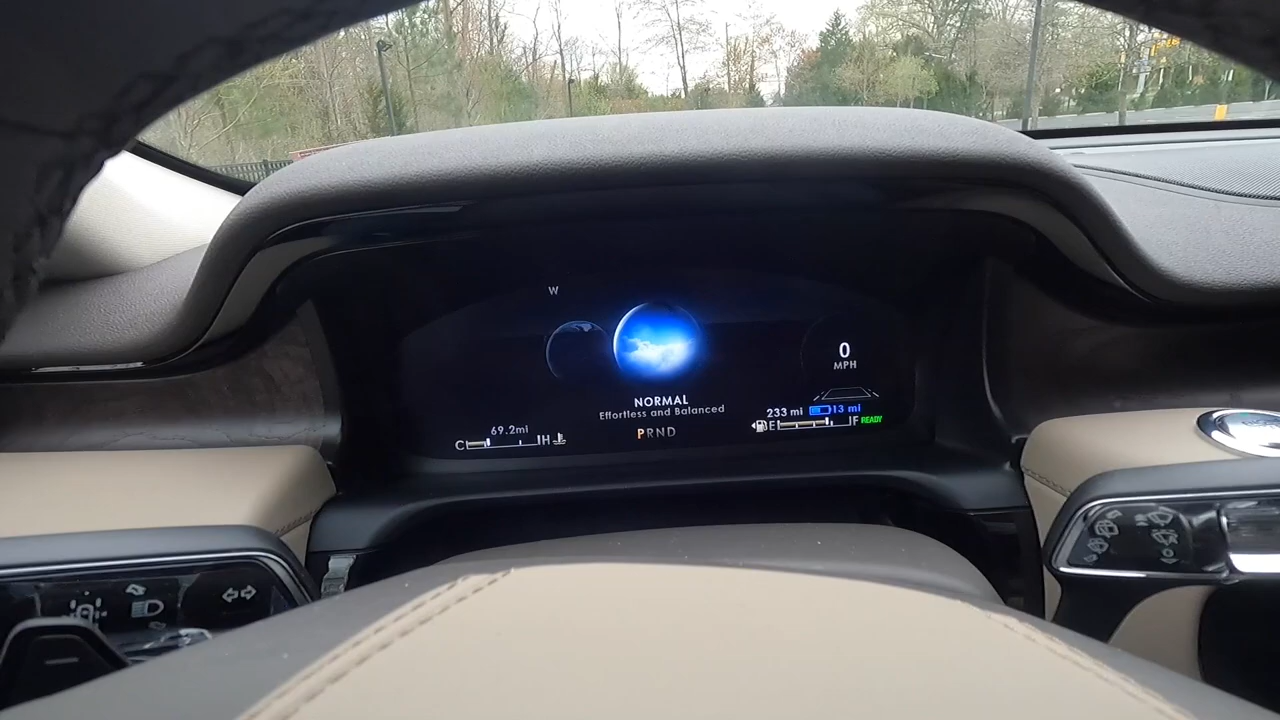 W
0
MPH
NORMAL
Effortless and Balanced
69.2mi
233 mi 13 mi
C H
PRND
E F READY